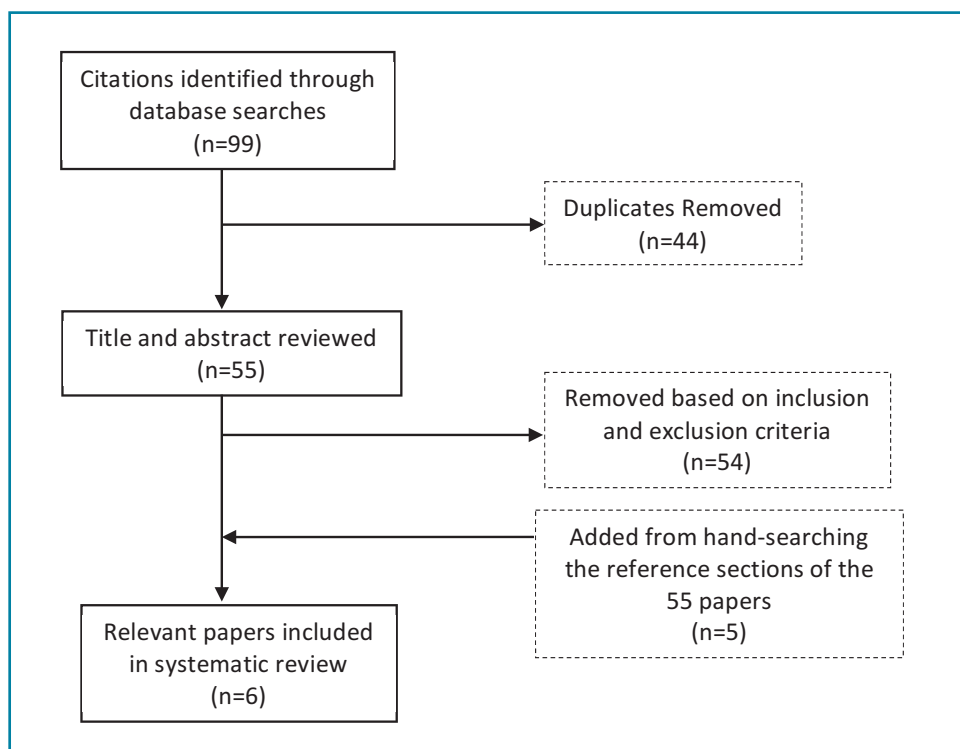 Citations identified through
database searches
(n=99)
Duplicates Removed
(n=44)
Title and abstract reviewed
(n=55)
Removed based on inclusion
and exclusion criteria
(n=54)
Added from hand-searching
the reference sections of the
55 papers
(n=5)
Relevant papers included
in systematic review
(n=6)